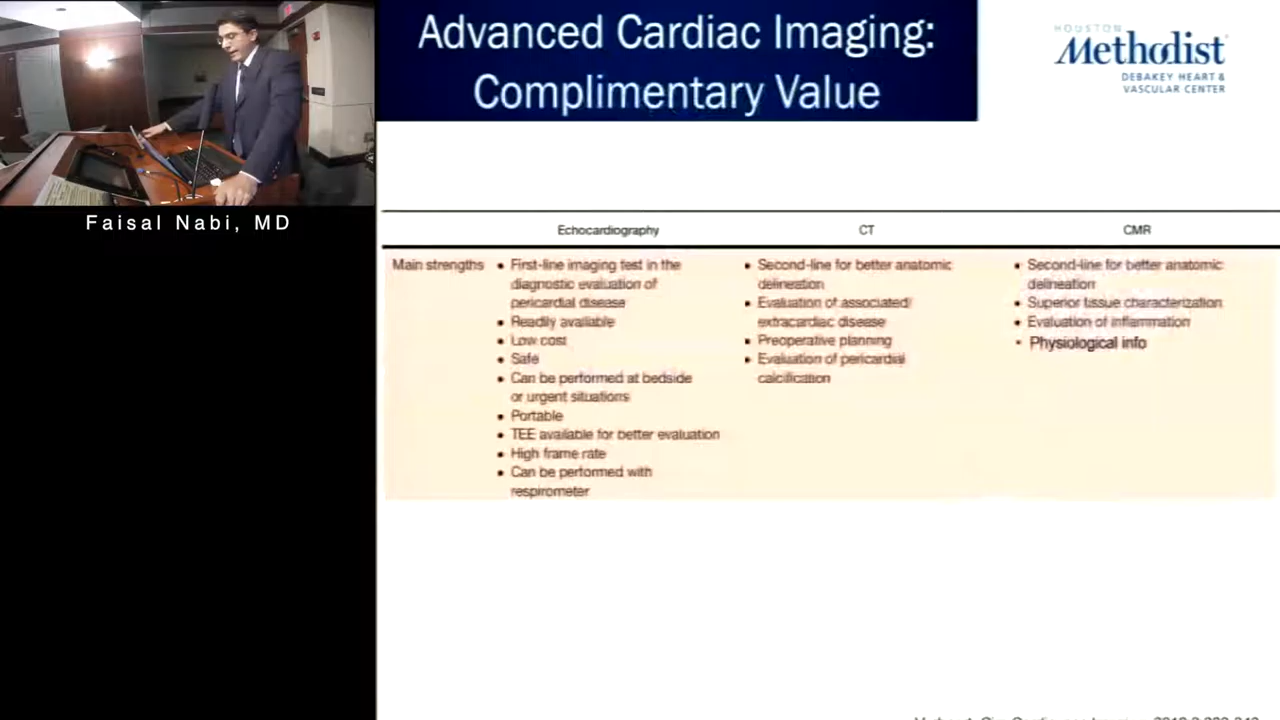 Advanced Cardiac Imaging:
Complimentary Value
HOUSTON
Methodist
DEBAKEY HEART &
VASCULAR CENTER
Faisal Nabi, MD
Echocardiography
CT
CMR
Main strengths
• First-line imaging test in the
diagnostic evaluation of
pericardial disease
• Readily available
• Low cost
• Safe
• Can be performed at bedside
or urgent situations
• Portable
• TEE available for better evaluation
• High frame rate
• Can be performed with
respirometer
• Second-line for better anatomic
delineation
• Evaluation of associated
extracardiac disease
• Preoperative planning
• Evaluation of pericardial
calcification
• Second-line for better anatomic
delineation
• Superior tissue characterization
• Evaluation of inflammation
• Physiological info